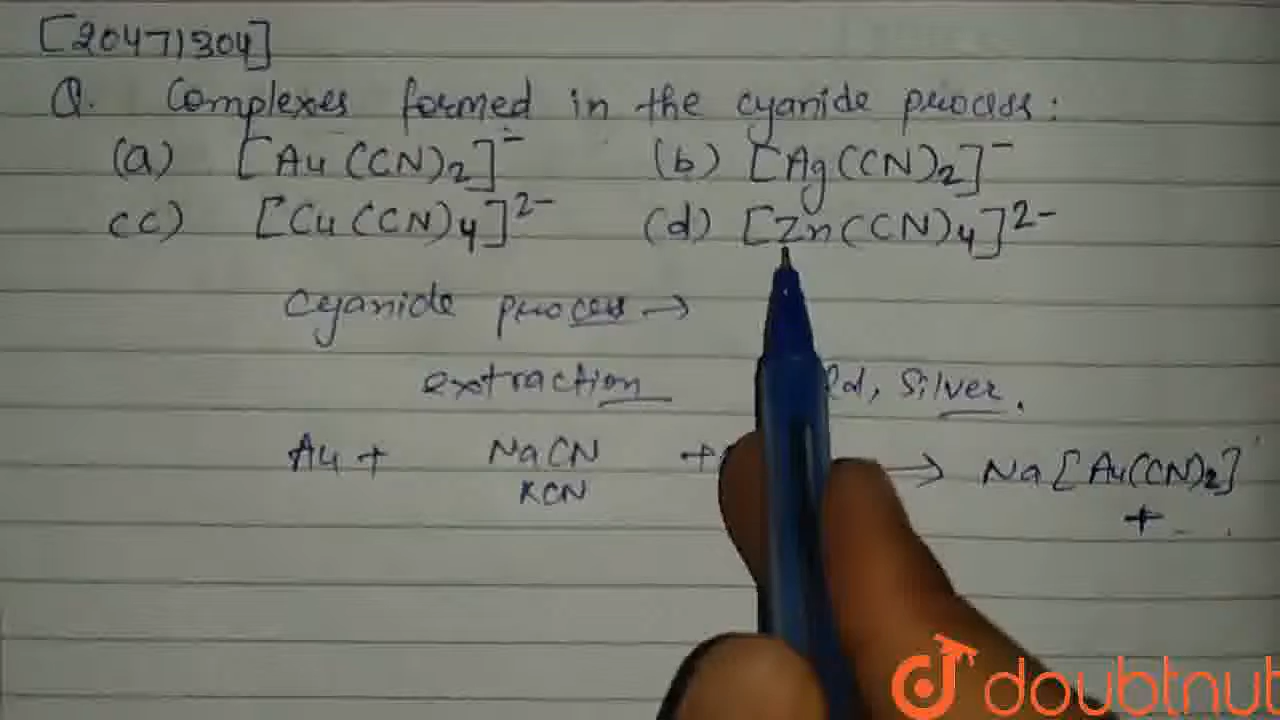 [20471304]
Q. Complexes formed in the cyanide process:
(a) [Au(CN)2]⁻ (b) [Ag(CN)2]⁻
(c) [Cu(CN)4]2- (d) [Zn(CN)4]2-
Cyanide process →
extraction ld, Silver.
Au + NaCN + → Na[Au(CN)2]
KCN + - - .
doubtnut